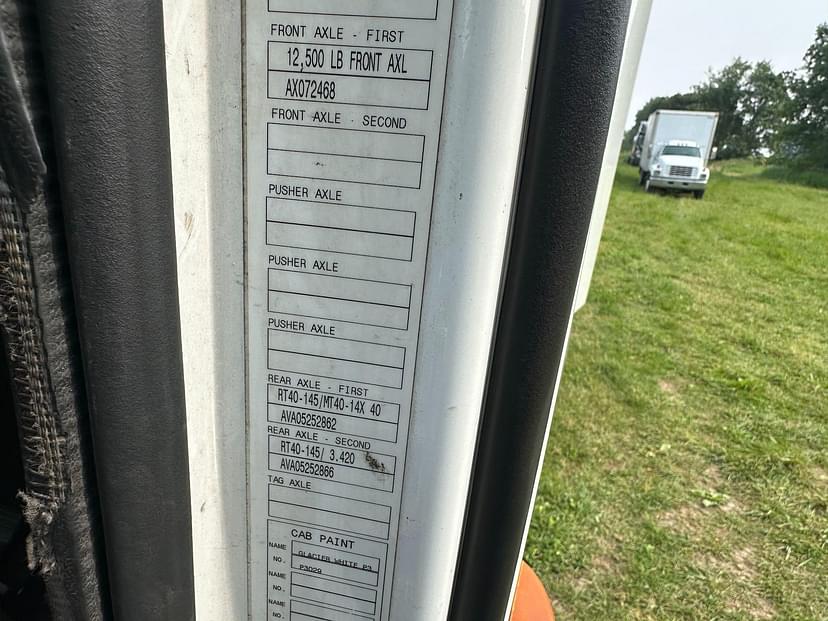 FRONT AXLE - FIRST
12,500 LB FRONT AXL
AX072468
FRONT AXLE - SECOND
PUSHER AXLE
PUSHER AXLE
PUSHER AXLE
REAR AXLE - FIRST
RT40-145/MT40-14X 40
AVA05252862
REAR AXLE - SECOND
RT40-145/ 3.420
AVA05252866
TAG AXLE
CAB PAINT
NAME GLACIER WHITE P3
NO. P3029
NAME
NO.
NAME
NO.